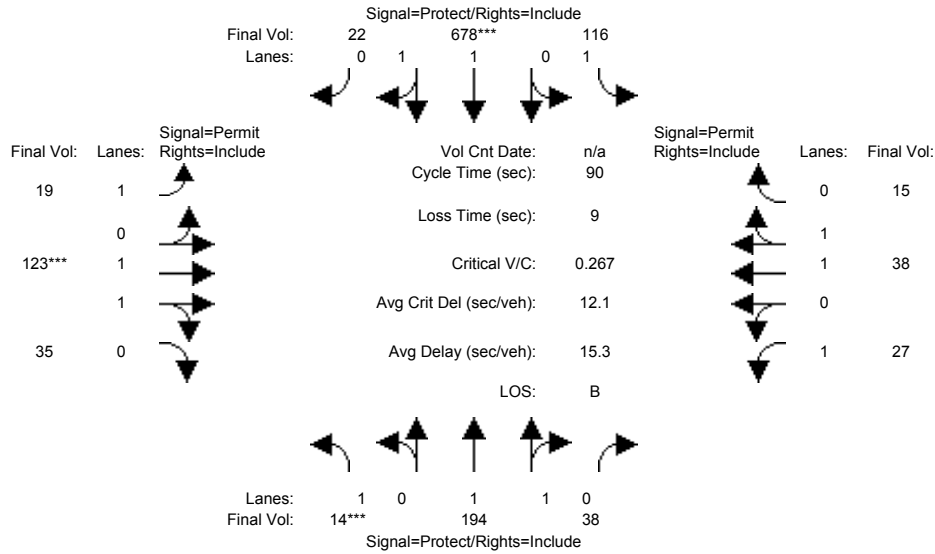 Signal=Protect/Rights=Include
Final Vol: 22 678*** 116
Lanes: 0 1 1 0 1
Signal=Permit
Final Vol: Lanes: Rights=Include
Vol Cnt Date: n/a
Signal=Permit
Rights=Include Lanes: Final Vol:
Cycle Time (sec): 90
19 1
0 15
Loss Time (sec): 9
0
1
123*** 1
Critical V/C: 0.267
1 38
1
Avg Crit Del (sec/veh): 12.1
0
35 0
Avg Delay (sec/veh): 15.3
1 27
LOS: B
Lanes: 1 0 1 1 0
Final Vol: 14*** 194 38
Signal=Protect/Rights=Include